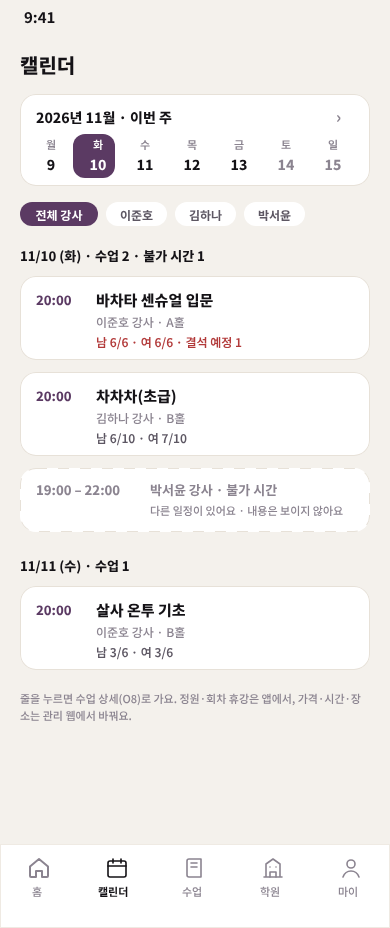 9:41
캘린더
2026년 11월 · 이번 주 ›
월 화 수 목 금 토 일
9 10 11 12 13 14 15
전체 강사 이준호 김하나 박서윤
11/10 (화) · 수업 2 · 불가 시간 1
20:00 바차타 센슈얼 입문
이준호 강사 · A홀
남 6/6 · 여 6/6 · 결석 예정 1
20:00 차차차(초급)
김하나 강사 · B홀
남 6/10 · 여 7/10
19:00 – 22:00 박서윤 강사 · 불가 시간
다른 일정이 있어요 · 내용은 보이지 않아요
11/11 (수) · 수업 1
20:00 살사 온투 기초
이준호 강사 · B홀
남 3/6 · 여 3/6
줄을 누르면 수업 상세(O8)로 가요. 정원·회차 휴강은 앱에서, 가격·시간·장
소는 관리 웹에서 바꿔요.
홈 캘린더 수업 학원 마이